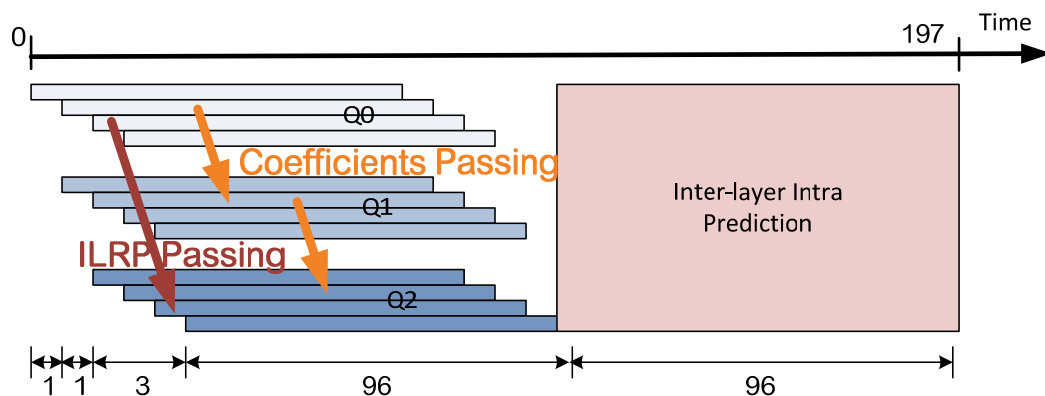 0
197
Time
Q0
Coefficients Passing
Q1
Inter-layer Intra
Prediction
ILRP Passing
Q2
1
1
3
96
96